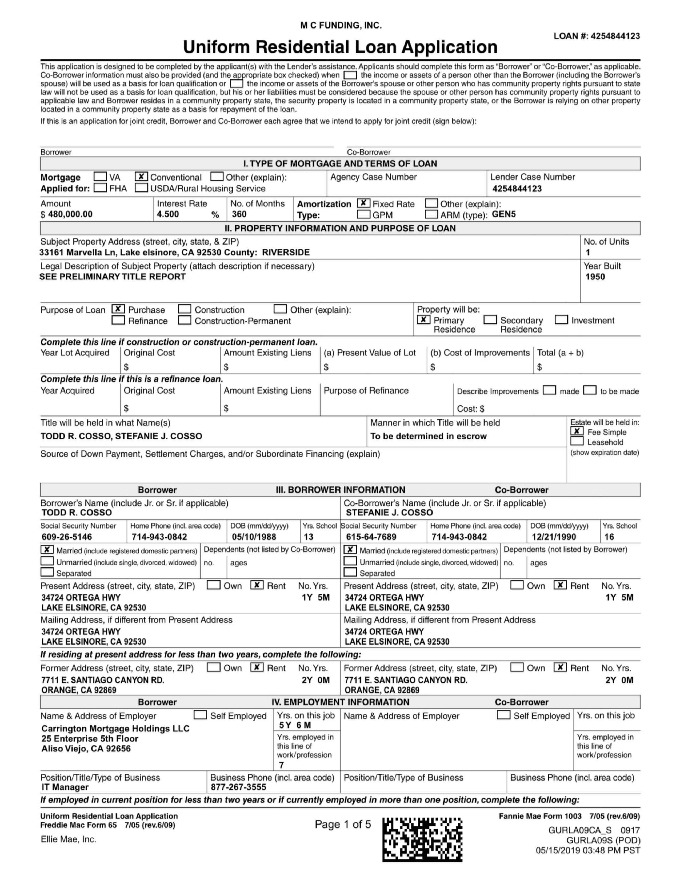 M C FUNDING, INC.
LOAN #: 4254844123
Uniform Residential Loan Application
This application is designed to be completed by the applicant(s) with the Lender's assistance. Applicants should complete this form as "Borrower" or "Co-Borrower," as applicable.
Co-Borrower information must also be provided (and the appropriate box checked) when the income or assets of a person other than the Borrower (including the Borrower's
spouse) will be used as a basis for loan qualification or the income or assets of the Borrower's spouse or other person who has community property rights pursuant to state
law will not be used as a basis for loan qualification, but his or her liabilities must be considered because the spouse or other person has community property rights pursuant to
applicable law and Borrower resides in a community property state, the security property is located in a community property state, or the Borrower is relying on other property
located in a community property state as a basis for repayment of the loan.
If this is an application for joint credit, Borrower and Co-Borrower each agree that we intend to apply for joint credit (sign below):
Borrower Co-Borrower
I. TYPE OF MORTGAGE AND TERMS OF LOAN
Mortgage VA X Conventional Other (explain): Agency Case Number Lender Case Number
Applied for: FHA USDA/Rural Housing Service 4254844123
Amount Interest Rate No. of Months Amortization X Fixed Rate Other (explain):
$ 480,000.00 4.500 % 360 Type: GPM ARM (type): GEN5
II. PROPERTY INFORMATION AND PURPOSE OF LOAN
Subject Property Address (street, city, state, & ZIP) No. of Units
33161 Marvella Ln, Lake elsinore, CA 92530 County: RIVERSIDE 1
Legal Description of Subject Property (attach description if necessary) Year Built
SEE PRELIMINARY TITLE REPORT 1950
Purpose of Loan X Purchase Construction Other (explain): Property will be:
Refinance Construction-Permanent X Primary Residence Secondary Residence Investment
Complete this line if construction or construction-permanent loan.
Year Lot Acquired Original Cost Amount Existing Liens (a) Present Value of Lot (b) Cost of Improvements Total (a + b)
$ $ $ $ $
Complete this line if this is a refinance loan.
Year Acquired Original Cost Amount Existing Liens Purpose of Refinance Describe Improvements made to be made
$ $ Cost: $
Title will be held in what Name(s) Manner in which Title will be held Estate will be held in:
TODD R. COSSO, STEFANIE J. COSSO To be determined in escrow X Fee Simple
Leasehold
Source of Down Payment, Settlement Charges, and/or Subordinate Financing (explain) (show expiration date)
Borrower III. BORROWER INFORMATION Co-Borrower
Borrower's Name (include Jr. or Sr. if applicable) Co-Borrower's Name (include Jr. or Sr. if applicable)
TODD R. COSSO STEFANIE J. COSSO
Social Security Number Home Phone (incl. area code) DOB (mm/dd/yyyy) Yrs. School Social Security Number Home Phone (incl. area code) DOB (mm/dd/yyyy) Yrs. School
609-26-5146 714-943-0842 05/10/1988 13 615-64-7689 714-943-0842 12/21/1990 16
X Married (include registered domestic partners) Dependents (not listed by Co-Borrower) X Married (include registered domestic partners) Dependents (not listed by Borrower)
Unmarried (include single, divorced, widowed) no. ages Unmarried (include single, divorced, widowed) no. ages
Separated Separated
Present Address (street, city, state, ZIP) Own X Rent No. Yrs. Present Address (street, city, state, ZIP) Own X Rent No. Yrs.
34724 ORTEGA HWY 1Y 5M 34724 ORTEGA HWY 1Y 5M
LAKE ELSINORE, CA 92530 LAKE ELSINORE, CA 92530
Mailing Address, if different from Present Address Mailing Address, if different from Present Address
34724 ORTEGA HWY 34724 ORTEGA HWY
LAKE ELSINORE, CA 92530 LAKE ELSINORE, CA 92530
If residing at present address for less than two years, complete the following:
Former Address (street, city, state, ZIP) Own X Rent No. Yrs. Former Address (street, city, state, ZIP) Own X Rent No. Yrs.
7711 E. SANTIAGO CANYON RD. 2Y 0M 7711 E. SANTIAGO CANYON RD. 2Y 0M
ORANGE, CA 92869 ORANGE, CA 92869
Borrower IV. EMPLOYMENT INFORMATION Co-Borrower
Name & Address of Employer Self Employed Yrs. on this job Name & Address of Employer Self Employed Yrs. on this job
Carrington Mortgage Holdings LLC 5 Y 6 M
25 Enterprise 5th Floor Yrs. employed in this line of work/profession Yrs. employed in this line of work/profession
Aliso Viejo, CA 92656 7
Position/Title/Type of Business Business Phone (incl. area code) Position/Title/Type of Business Business Phone (incl. area code)
IT Manager 877-267-3555
If employed in current position for less than two years or if currently employed in more than one position, complete the following:
Uniform Residential Loan Application Fannie Mae Form 1003 7/05 (rev.6/09)
Freddie Mac Form 65 7/05 (rev.6/09) Page 1 of 5
GURLA09CA_S 0917
Ellie Mae, Inc. GURLA09S (POD)
05/15/2019 03:48 PM PST